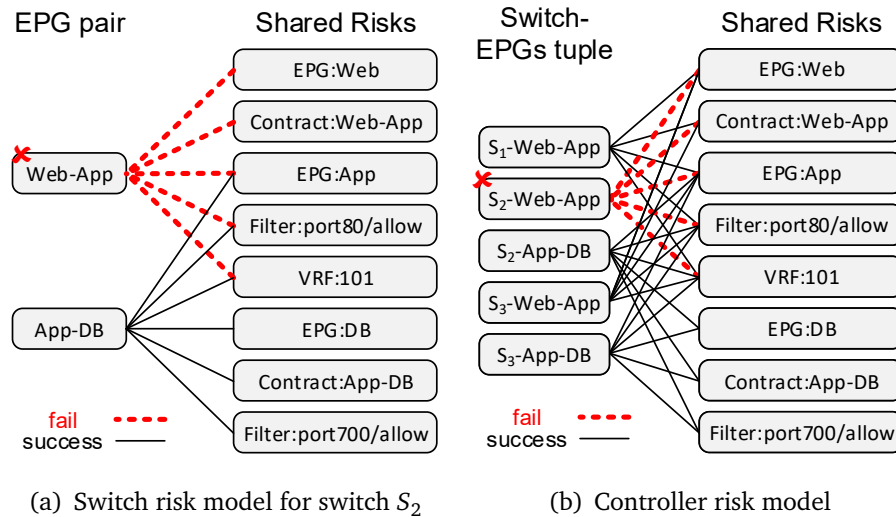 EPG pair
Shared Risks
EPG:Web
Contract:Web-App
Web-App
EPG:App
Filter:port80/allow
VRF:101
App-DB
EPG:DB
Contract:App-DB
Filter:port700/allow
fail
success
(a) Switch risk model for switch S₂
Switch-
EPGs tuple
Shared Risks
EPG:Web
Contract:Web-App
S₁-Web-App
EPG:App
S₂-Web-App
Filter:port80/allow
S₂-App-DB
VRF:101
S₃-Web-App
EPG:DB
S₃-App-DB
Contract:App-DB
Filter:port700/allow
fail
success
(b) Controller risk model